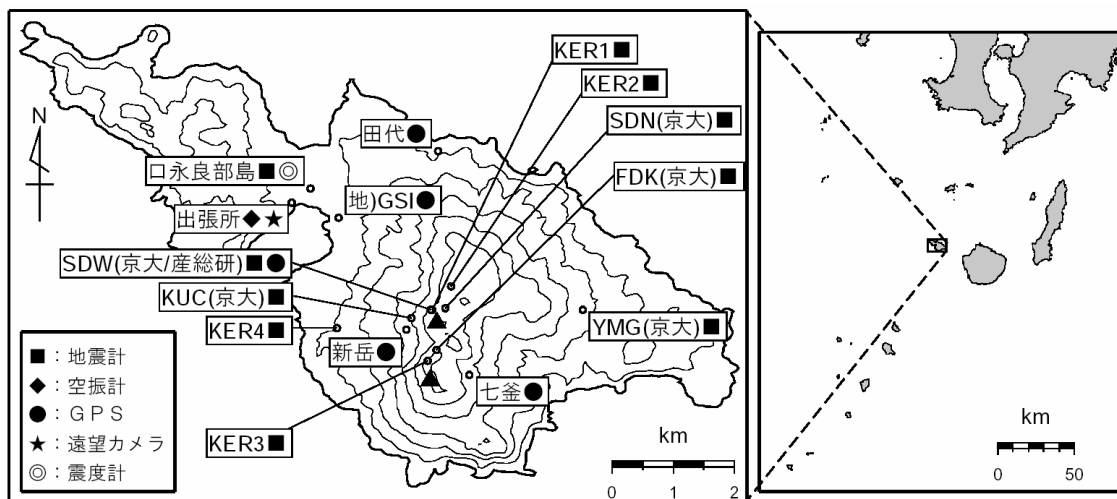 KER1■
KER2■
SDN(京大)■
田代●
N
FDK(京大)■
口永良部島■◎
地)GSI●
出張所◆★
SDW(京大/産総研)■●
KUC(京大)■
KER4■
YMG(京大)■
新岳●
■：地震計
◆：空振計
●：ＧＰＳ
★：遠望カメラ
◎：震度計
七釜●
KER3■
km
0 1 2
km
0 50